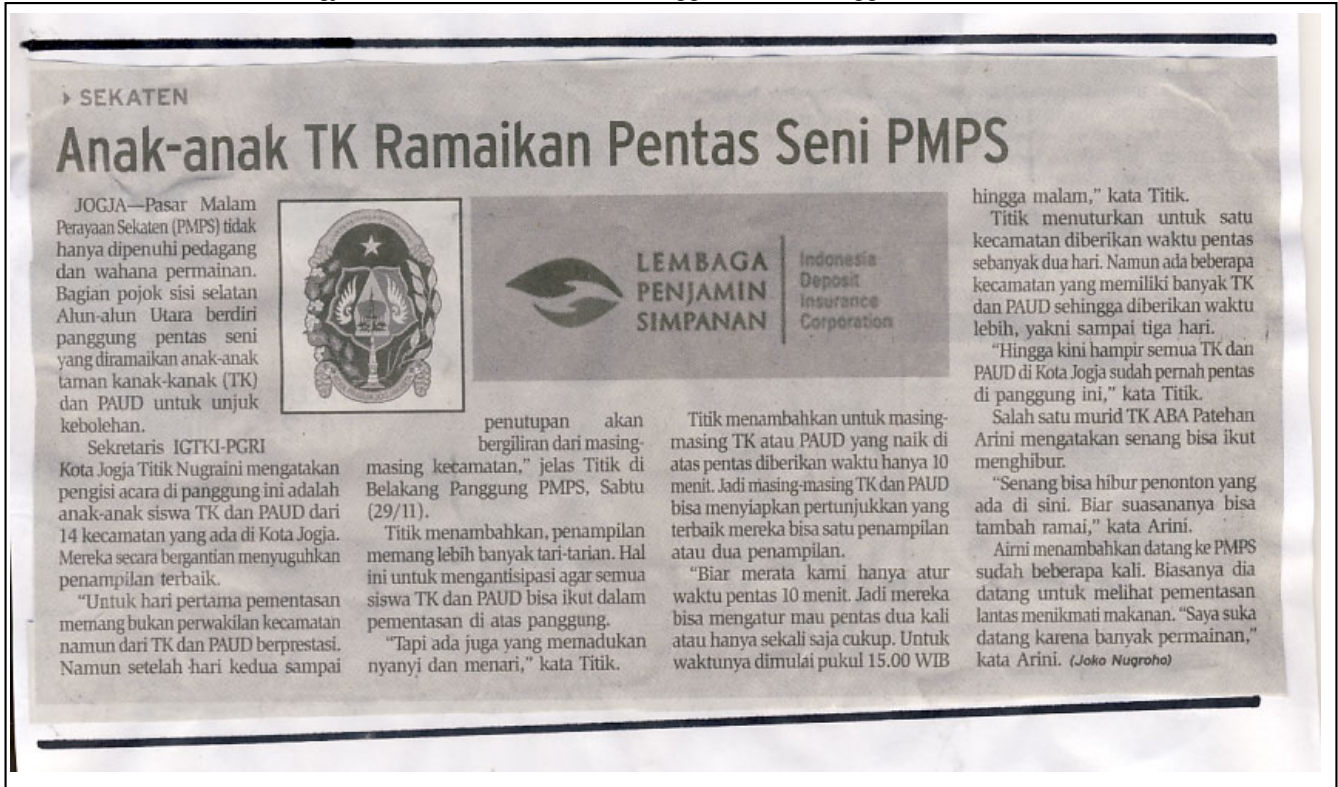 SEKATEN
Anak-anak TK Ramaikan Pentas Seni PMPS
JOGJA—Pasar Malam
Perayaan Sekaten (PMPS) tidak
hanya dipenuhi pedagang
dan wahana permainan.
Bagian pojok sisi selatan
Alun-alun Utara berdiri
panggung pentas seni
yang diramaikan anak-anak
taman kanak-kanak (TK)
dan PAUD untuk unjuk
kebolehan.
Sekretaris IGTKI-PGRI
Kota Jogja Titik Nugraini mengatakan
pengisi acara di panggung ini adalah
anak-anak siswa TK dan PAUD dari
14 kecamatan yang ada di Kota Jogja.
Mereka secara bergantian menyuguhkan
penampilan terbaik.
"Untuk hari pertama pementasan
memang bukan perwakilan kecamatan
namun dari TK dan PAUD berprestasi.
Namun setelah hari kedua sampai
LEMBAGA
PENJAMIN
SIMPANAN
Indonesia
Deposit
Insurance
Corporation
penutupan akan
bergiliran dari masing-
masing kecamatan," jelas Titik di
Belakang Panggung PMPS, Sabtu
(29/11).
Titik menambahkan, penampilan
memang lebih banyak tari-tarian. Hal
ini untuk mengantisipasi agar semua
siswa TK dan PAUD bisa ikut dalam
pementasan di atas panggung.
"Tapi ada juga yang memadukan
nyanyi dan menari," kata Titik.
Titik menambahkan untuk masing-
masing TK atau PAUD yang naik di
atas pentas diberikan waktu hanya 10
menit. Jadi masing-masing TK dan PAUD
bisa menyiapkan pertunjukkan yang
terbaik mereka bisa satu penampilan
atau dua penampilan.
"Biar merata kami hanya atur
waktu pentas 10 menit. Jadi mereka
bisa mengatur mau pentas dua kali
atau hanya sekali saja cukup. Untuk
waktunya dimulai pukul 15.00 WIB
hingga malam," kata Titik.
Titik menuturkan untuk satu
kecamatan diberikan waktu pentas
sebanyak dua hari. Namun ada beberapa
kecamatan yang memiliki banyak TK
dan PAUD sehingga diberikan waktu
lebih, yakni sampai tiga hari.
"Hingga kini hampir semua TK dan
PAUD di Kota Jogja sudah pernah pentas
di panggung ini," kata Titik.
Salah satu murid TK ABA Patehan
Arini mengatakan senang bisa ikut
menghibur.
"Senang bisa hibur penonton yang
ada di sini. Biar suasananya bisa
tambah ramai," kata Arini.
Airni menambahkan datang ke PMPS
sudah beberapa kali. Biasanya dia
datang untuk melihat pementasan
lantas menikmati makanan. "Saya suka
datang karena banyak permainan,"
kata Arini. (Joko Nugroho)